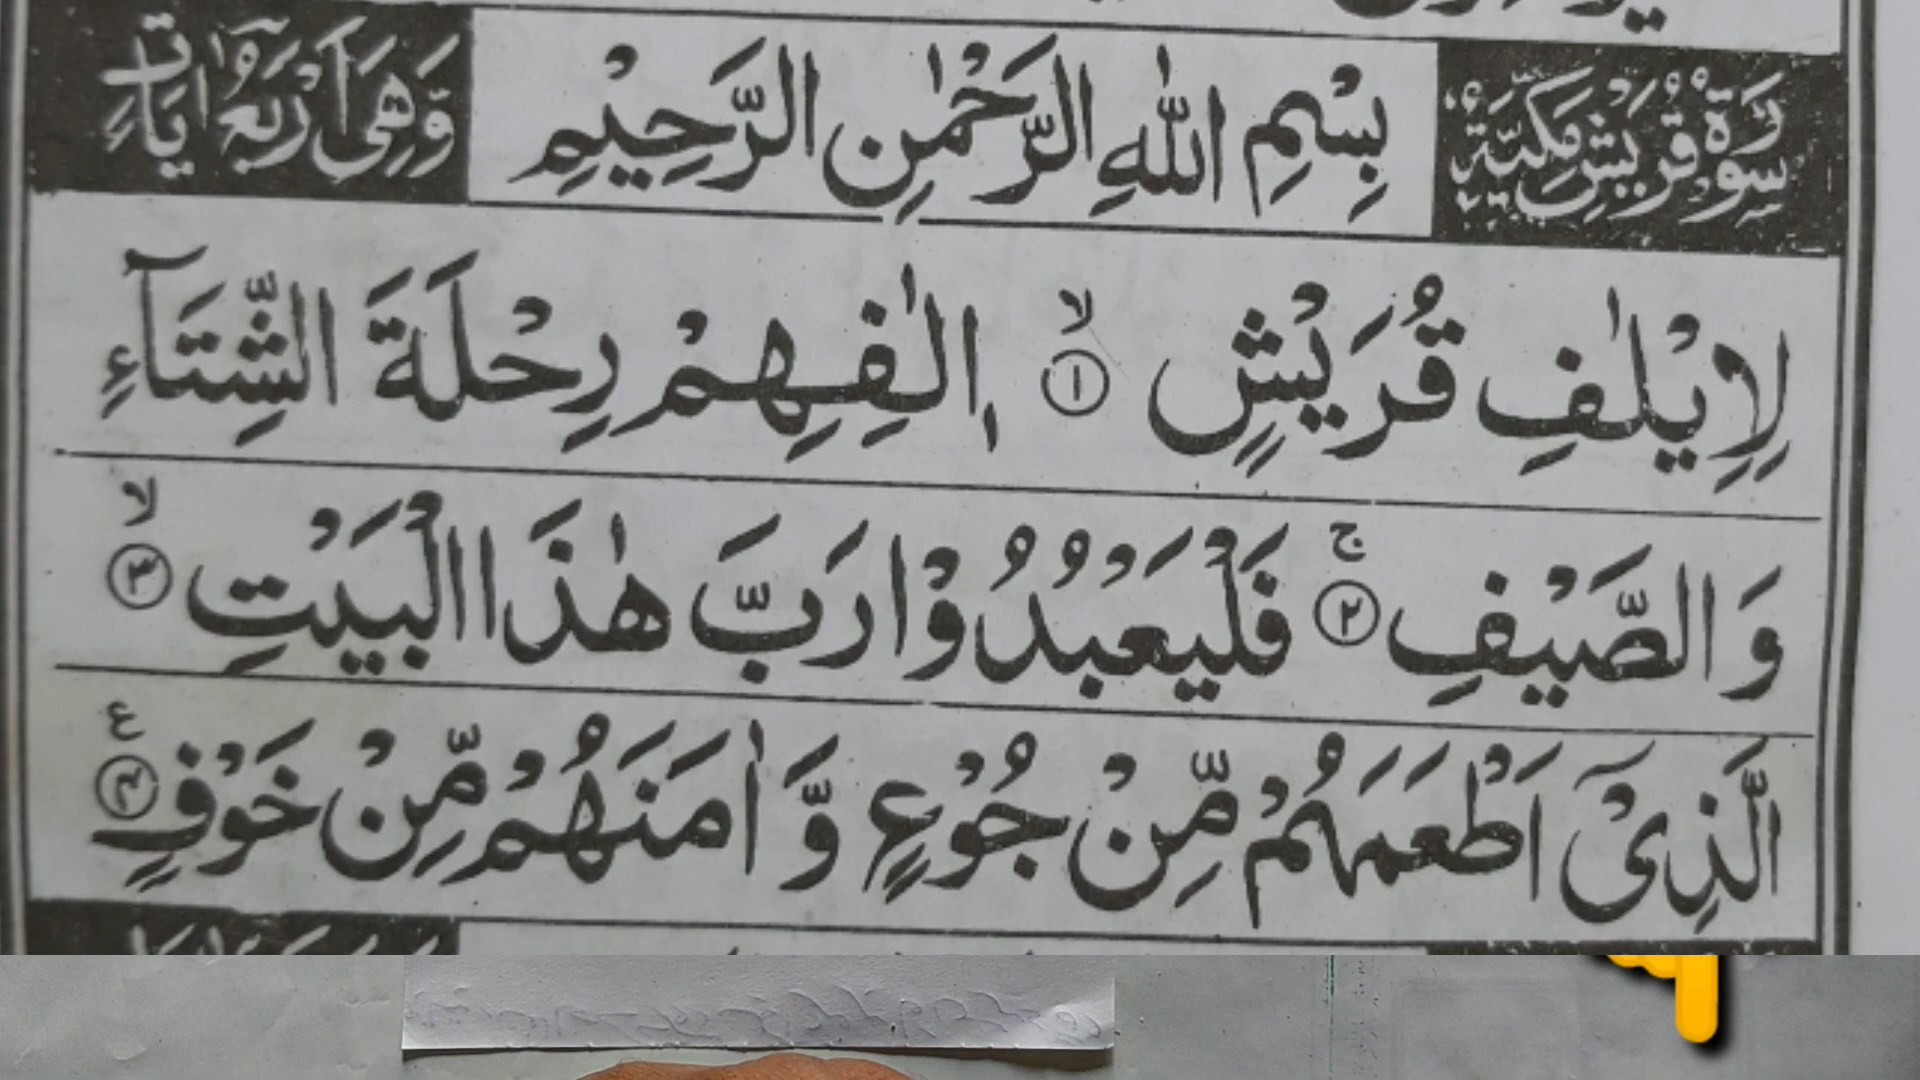 سُوْرَةُ قُرَيْشٍ مَكِّيَّةٌ بِسْمِ اللّٰهِ الرَّحْمٰنِ الرَّحِيْمِ وَّهِىَ اَرْبَعُ اٰيَاتٍ
لِاِيْلٰفِ قُرَيْشٍ ۙ﴿۱﴾ اٖلٰفِهِمْ رِحْلَةَ الشِّتَآءِ
وَالصَّيْفِ ۚ﴿۲﴾ فَلْيَعْبُدُوْا رَبَّ هٰذَا الْبَيْتِ ۙ﴿۳﴾
الَّذِىْٓ اَطْعَمَهُمْ مِّنْ جُوْعٍ وَّاٰمَنَهُمْ مِّنْ خَوْفٍ ﴿۴﴾ ع